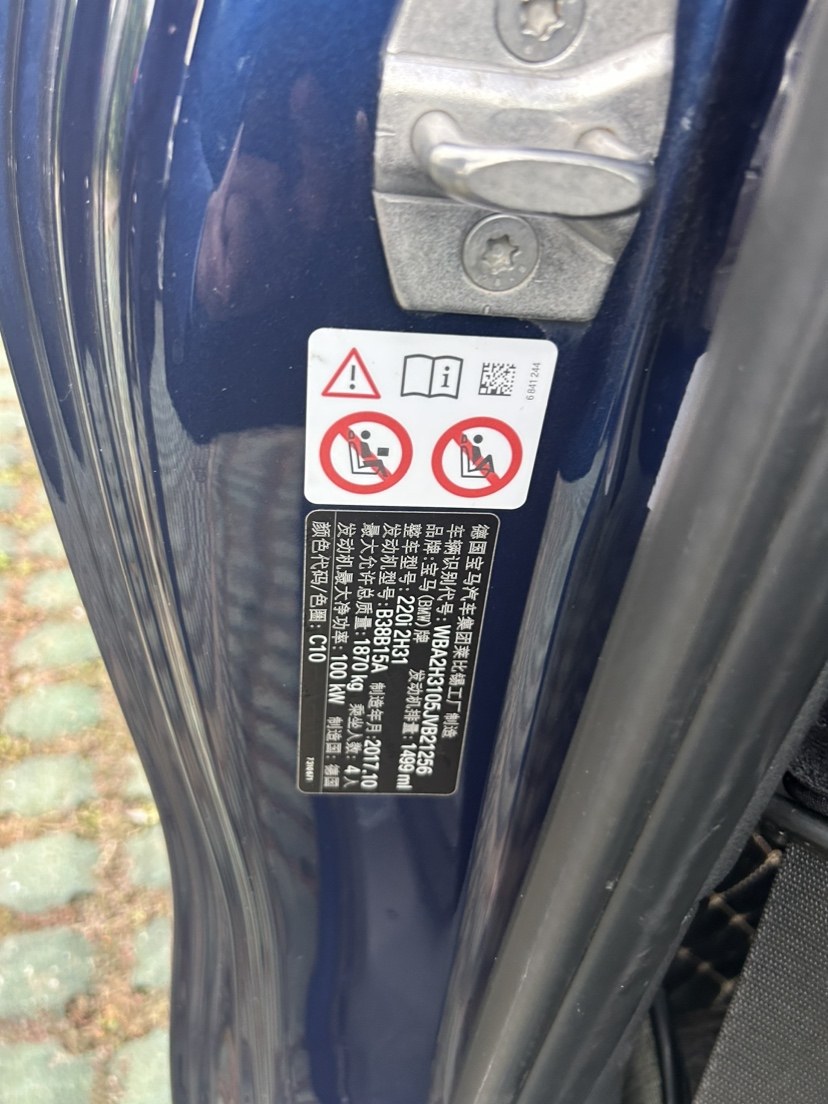 6 841 244
德国宝马汽车集团莱比锡工厂 制造
车辆识别代号: WBA2H3105JVB21256
品牌: 宝马 (BMW) 牌 发动机排量: 1499ml
整车型号: 220I 2H31
发动机型号: B38B15A 制造年月: 2017.10
最大允许总质量: 1870 kg 乘坐人数: 4 人
发动机最大净功率: 100 kW 制造国: 德国
颜色代码/色圈: C10